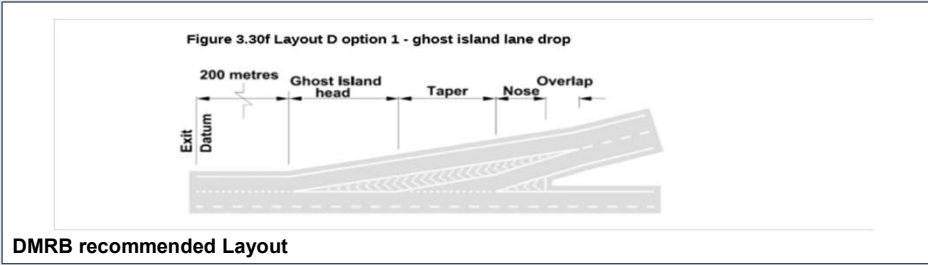 Figure 3.30f Layout D option 1 - ghost island lane drop
200 metres
Ghost Island
head
Taper
Nose
Overlap
Exit
Datum
DMRB recommended Layout